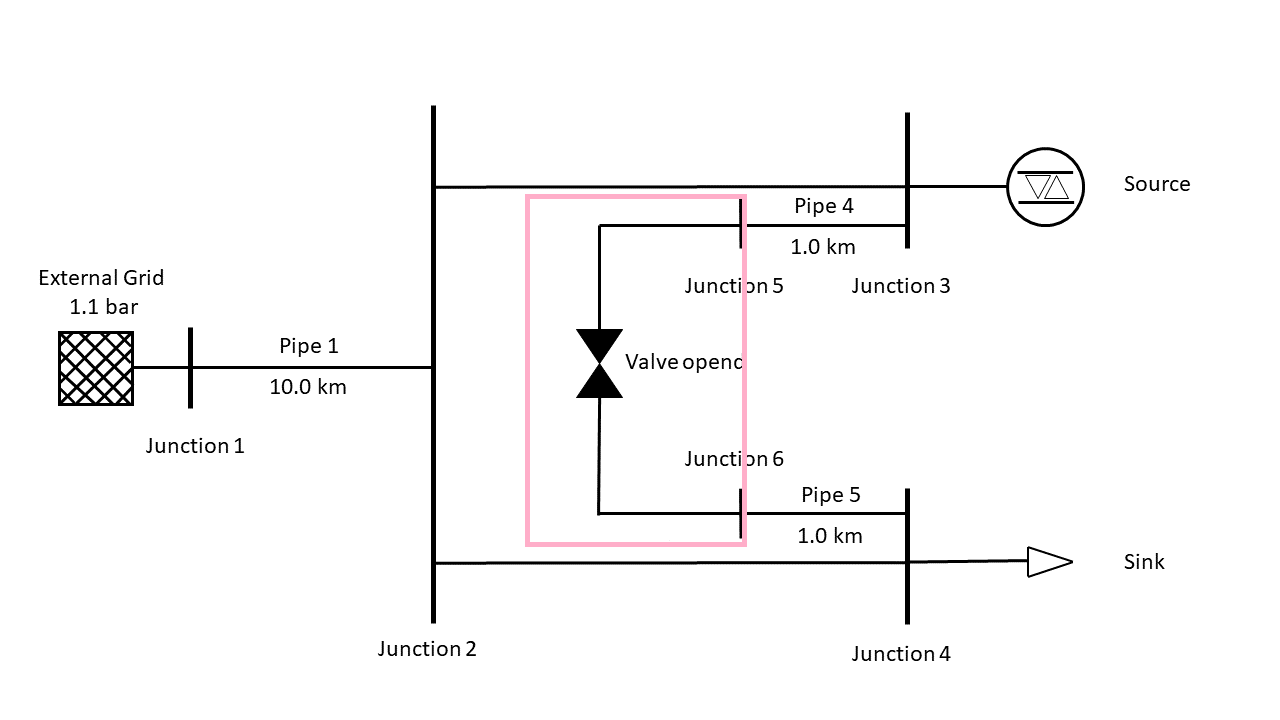 Source
Pipe 4
1.0 km
Junction 5
Junction 3
External Grid
1.1 bar
Pipe 1
10.0 km
Valve opend
Junction 1
Junction 6
Pipe 5
1.0 km
Sink
Junction 2
Junction 4